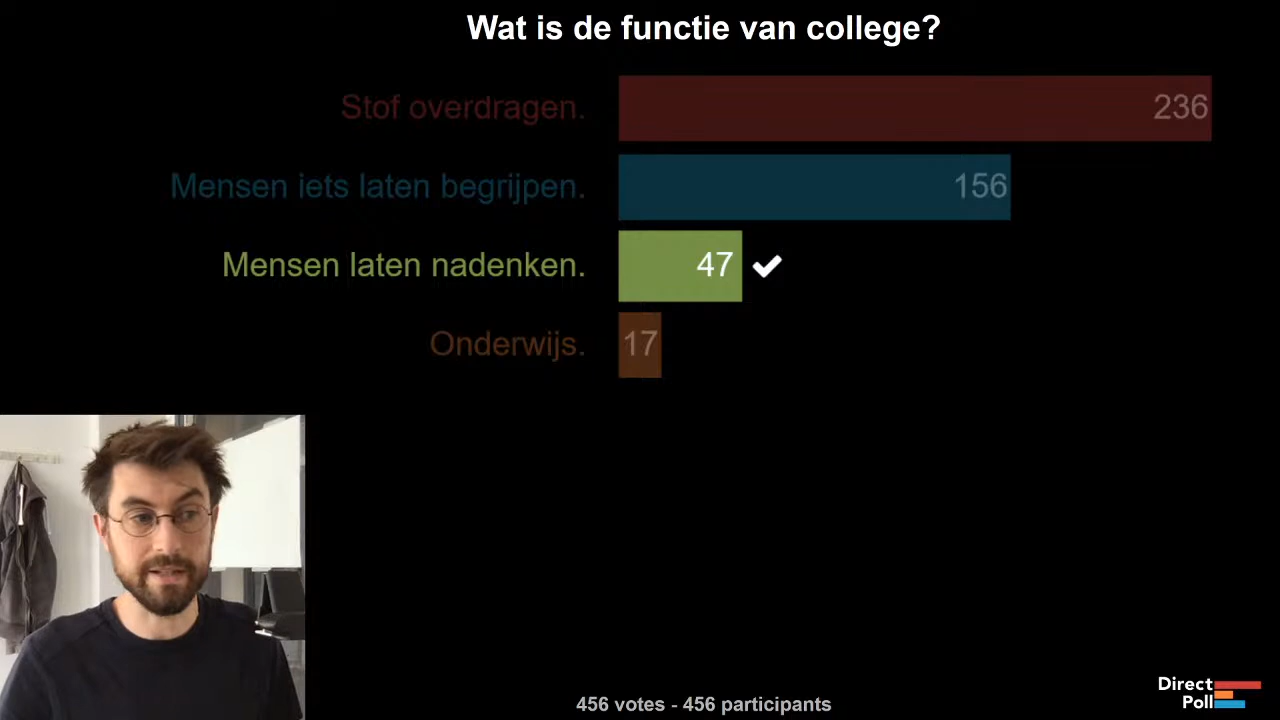 Wat is de functie van college?
Stof overdragen.
236
Mensen iets laten begrijpen.
156
Mensen laten nadenken.
47
Onderwijs.
17
456 votes - 456 participants
Direct
Poll